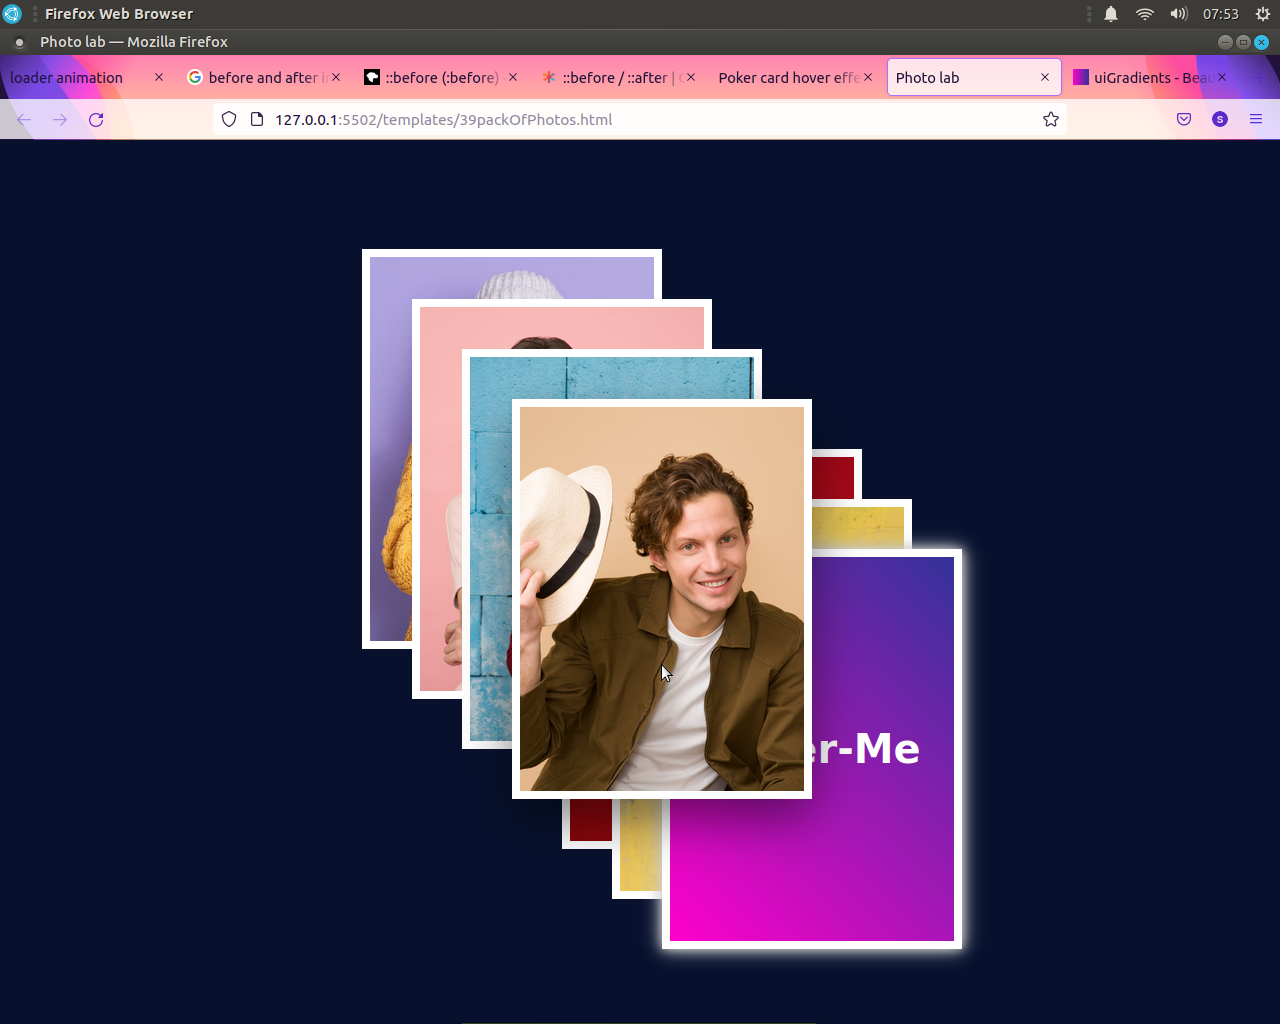 Firefox Web Browser
07:53
Photo lab — Mozilla Firefox
loader animation
before and after i
::before (:before)
::before / ::after |
Poker card hover effe
Photo lab
uiGradients - Beau
127.0.0.1:5502/templates/39packOfPhotos.html
S
er-Me